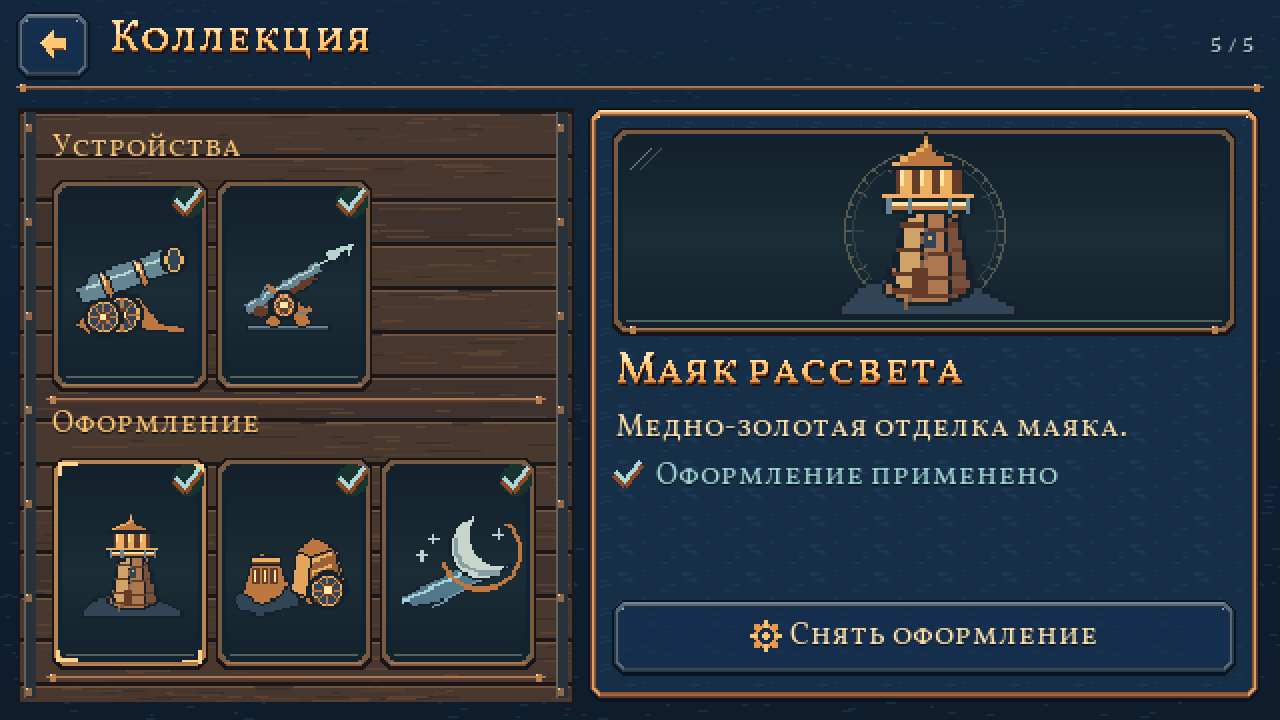 Коллекция
5 / 5
Устройства
Оформление
Маяк рассвета
Медно-золотая отделка маяка.
Оформление применено
Снять оформление